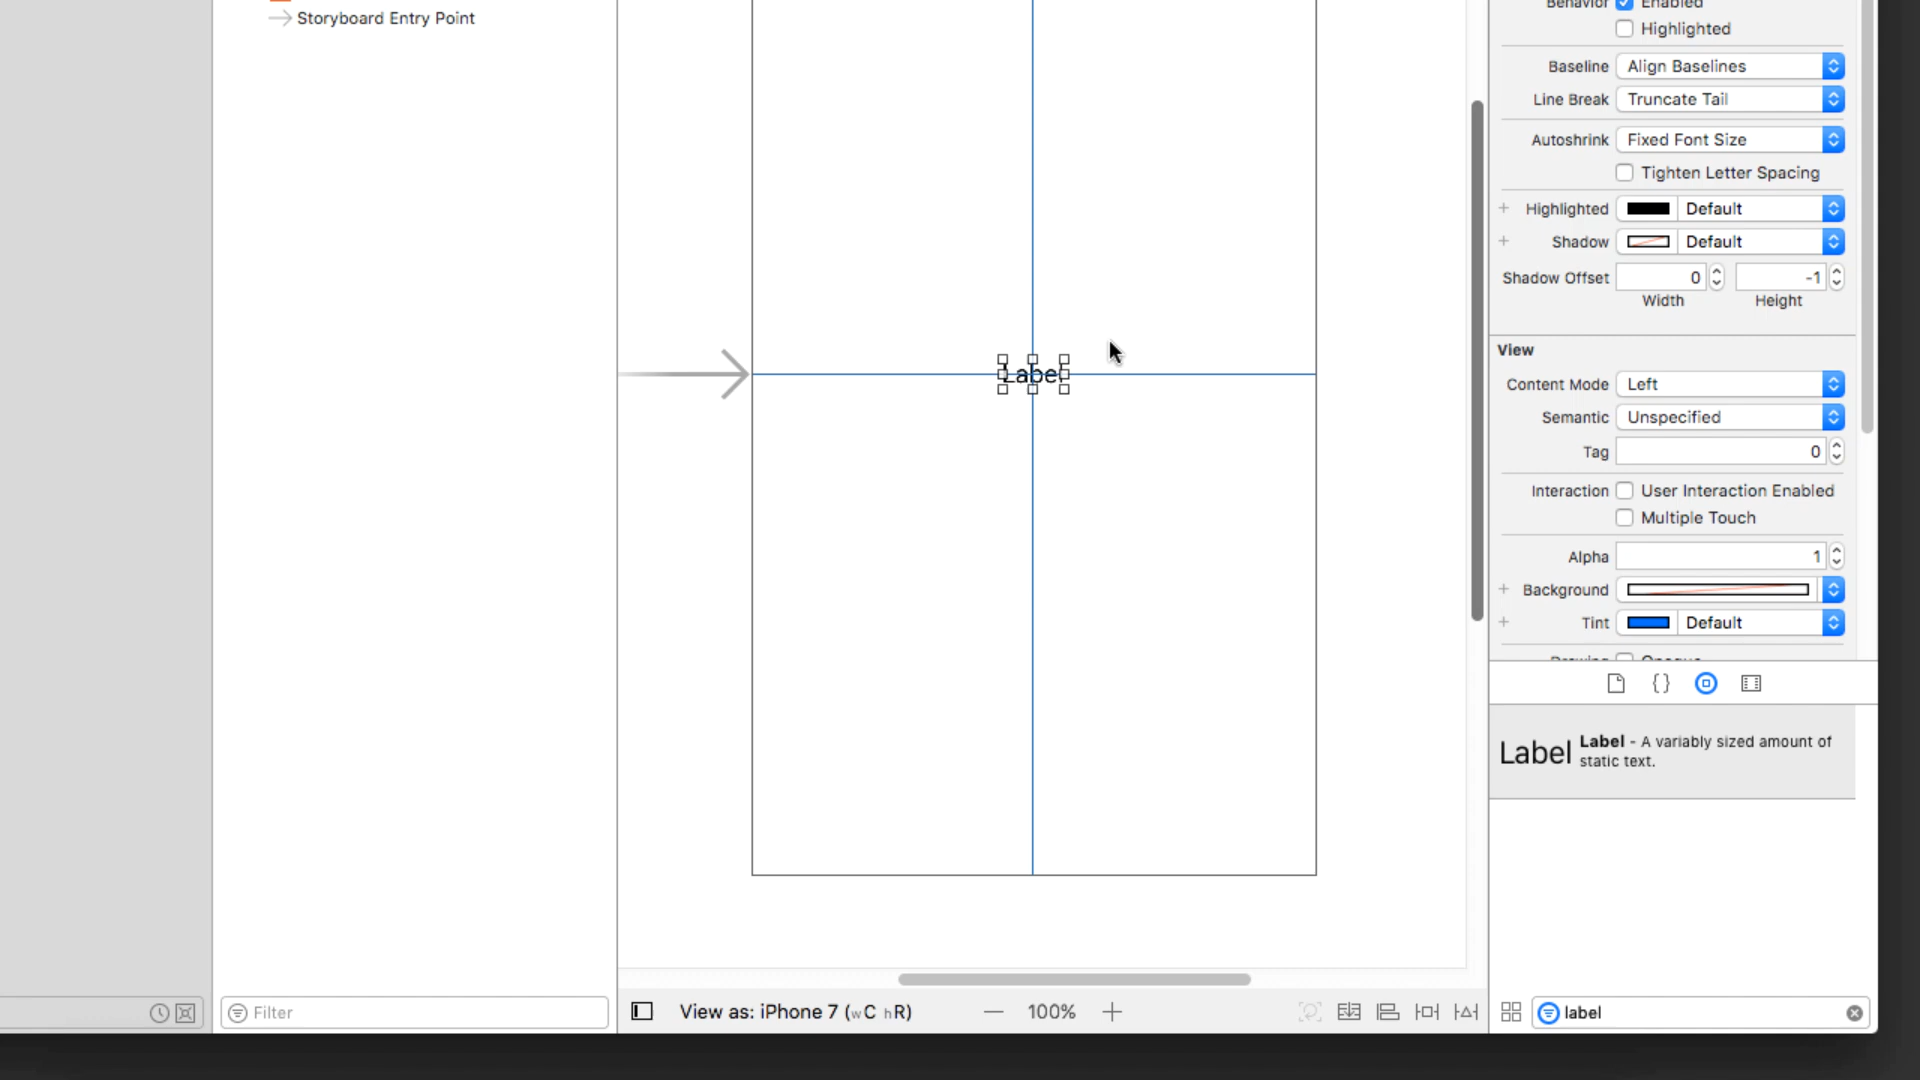 Storyboard Entry Point
Behavior Enabled
Highlighted
Baseline Align Baselines
Line Break Truncate Tail
Autoshrink Fixed Font Size
Tighten Letter Spacing
+ Highlighted Default
+ Shadow Default
Shadow Offset 0 -1
Width Height
View
Content Mode Left
Semantic Unspecified
Tag 0
Interaction User Interaction Enabled
Multiple Touch
Alpha 1
+ Background
+ Tint Default
Drawing Opaque
Label
{}
Label Label - A variably sized amount of
static text.
Filter
View as: iPhone 7 (wC hR)
— 100% +
label